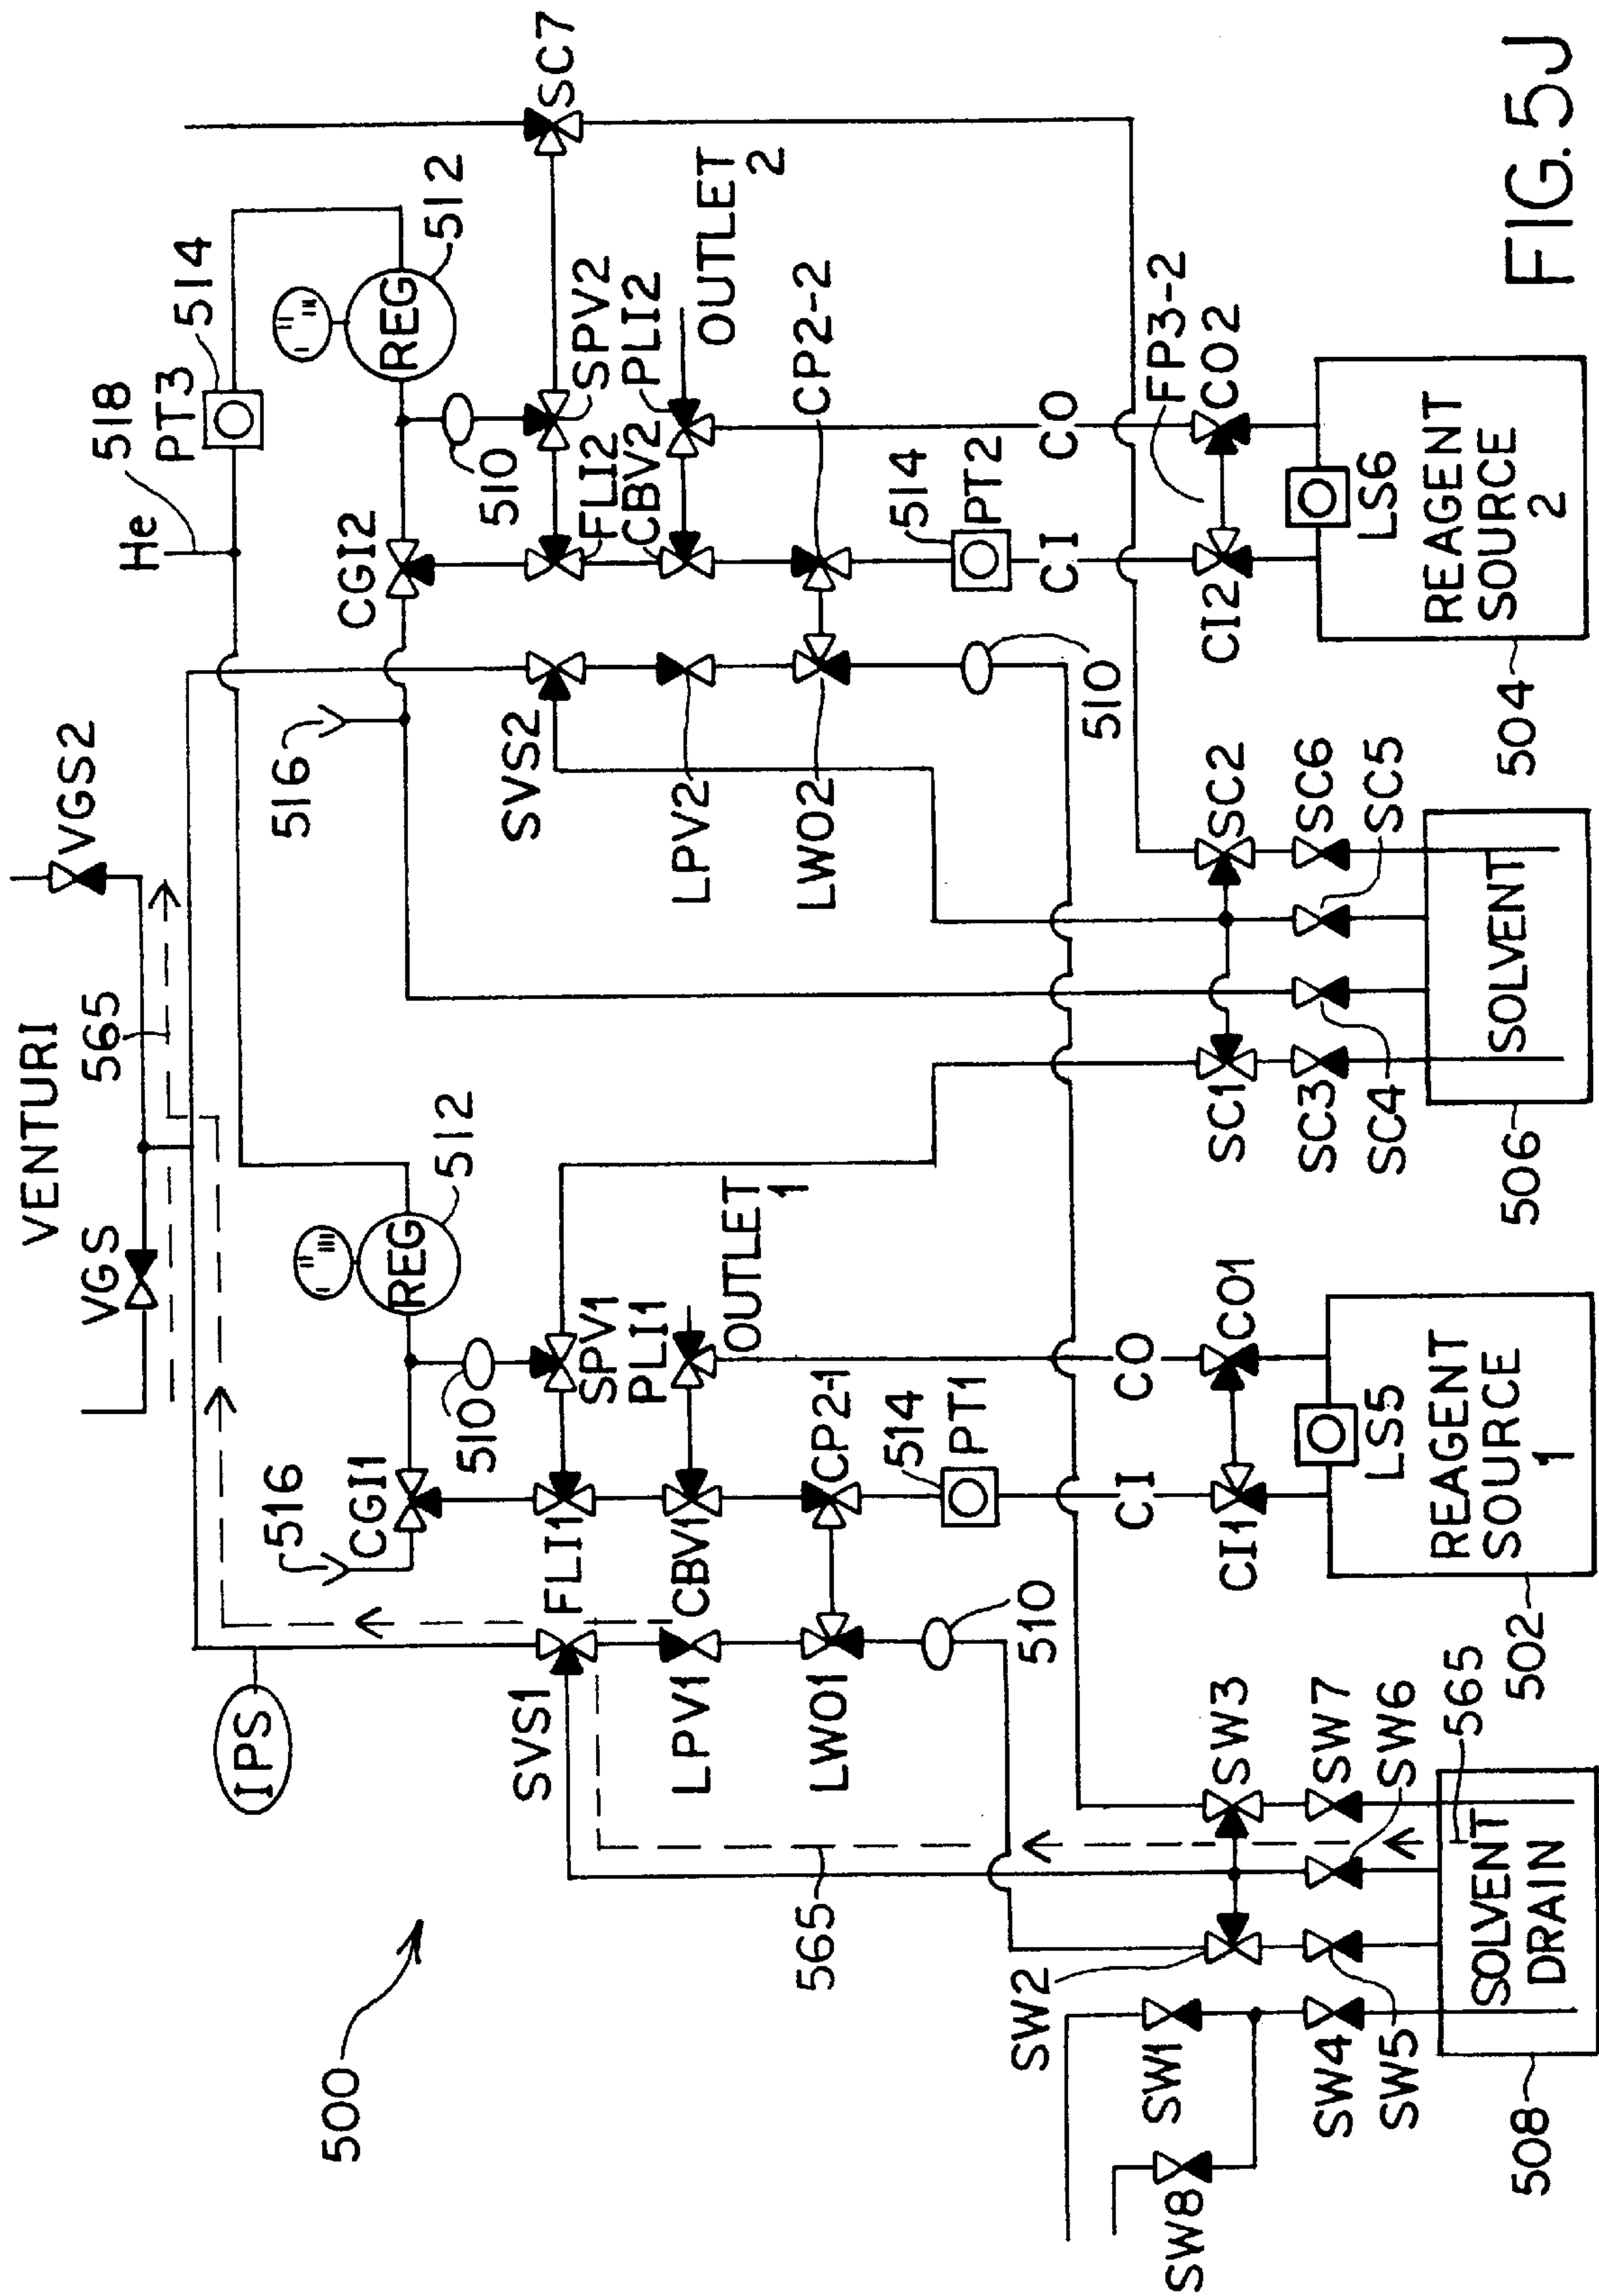 VENTURI
VGS
565
VGS2
He
518
PT3
514
SC7
IPS
516
CGI1
REG
512
510
516
CGI2
REG
512
510
500
SVS1
FLI1
SPV1
PLI1
OUTLET
1
SVS2
FLI2
SPV2
CBV2
PLI2
OUTLET
2
LPV1
CBV1
LPV2
LWO1
CP2-1
LWO2
CP2-2
565
510
514
PT1
510
514
PT2
CI
CO
CI
CO
SW2
SW1
SW8
SW3
CI1
CO1
SC1
SC2
CI2
FP3-2
CO2
SW4
SW5
SW7
SW6
565
LS5
SC3
SC4
SC6
SC5
LS6
508
SOLVENT
DRAIN
502
REAGENT
SOURCE
1
506
SOLVENT
504
REAGENT
SOURCE
2
FIG. 5J